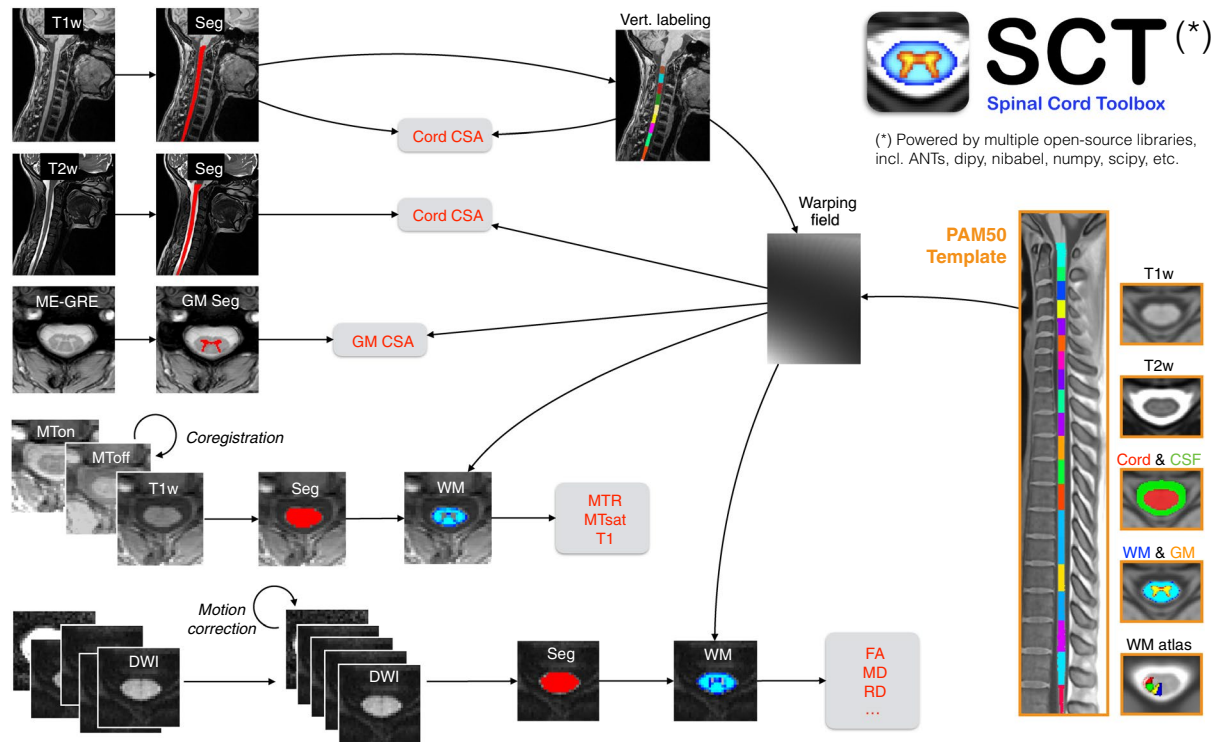 T1w
Seg
Vert. labeling
SCT(*)
Spinal Cord Toolbox
(*) Powered by multiple open-source libraries,
incl. ANTs, dipy, nibabel, numpy, scipy, etc.
Cord CSA
T2w
Seg
Cord CSA
Warping
field
PAM50
Template
ME-GRE
GM Seg
GM CSA
T1w
T2w
Cord & CSF
WM & GM
WM atlas
MTon
MToff
T1w
Coregistration
Seg
WM
MTR
MTsat
T1
DWI
Motion
correction
DWI
Seg
WM
FA
MD
RD
...